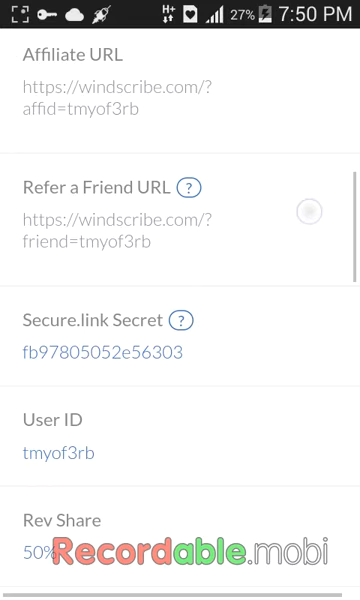 H+ 27% 7:50 PM
Affiliate URL
https://windscribe.com/?
affid=tmyof3rb
Refer a Friend URL ?
https://windscribe.com/?
friend=tmyof3rb
Secure.link Secret ?
fb97805052e56303
User ID
tmyof3rb
Rev Share
50%
Recordable.mobi